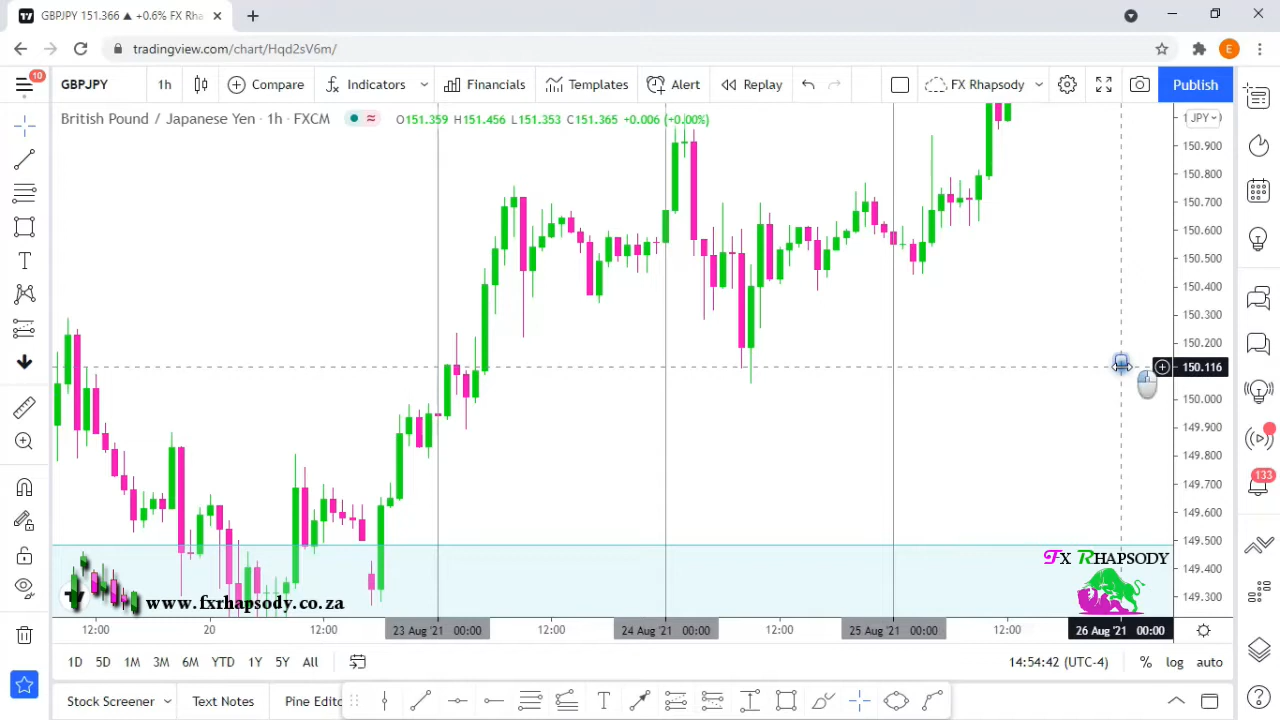 GBPJPY 151.366 ▲ +0.6% FX Rha
tradingview.com/chart/Hqd2sV6m/
E
10
GBPJPY 1h Compare Indicators Financials Templates Alert Replay FX Rhapsody Publish
British Pound / Japanese Yen · 1h · FXCM O151.359 H151.456 L151.353 C151.365 +0.006 (+0.00%)
JPY
150.900
150.800
150.700
150.600
150.500
150.400
150.300
150.200
150.116
150.000
149.900
149.800
149.700
149.600
149.500
149.400
149.300
133
FX RHAPSODY
www.fxrhapsody.co.za
12:00 20 12:00 23 Aug '21 00:00 12:00 24 Aug '21 00:00 12:00 25 Aug '21 00:00 12:00 26 Aug '21 00:00
1D 5D 1M 3M 6M YTD 1Y 5Y All 14:54:42 (UTC-4) % log auto
Stock Screener Text Notes Pine Edito